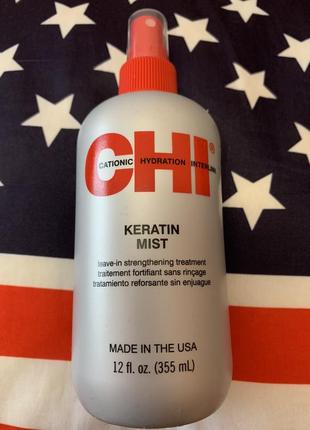 CHI®
CATIONIC HYDRATION INTERLINK
KERATIN
MIST
leave-in strengthening treatment
traitement fortifiant sans rinçage
tratamiento reforsante sin enjuague
MADE IN THE USA
12 fl. oz. (355 mL)